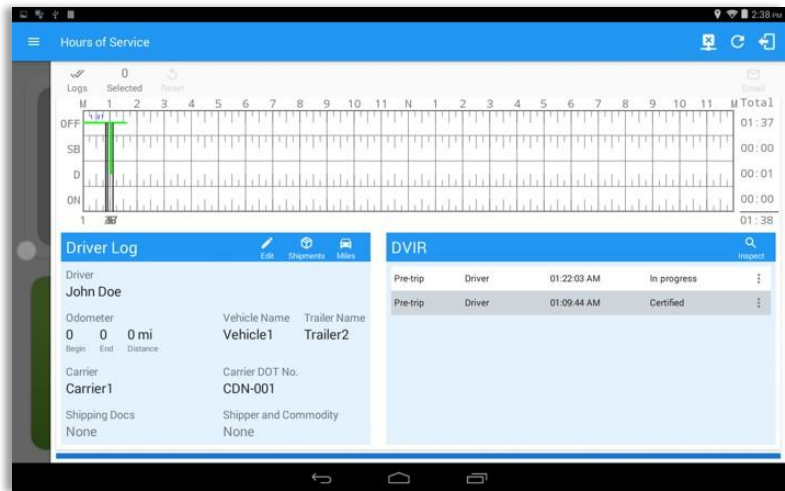 2:38 PM
Hours of Service
Logs
0
Selected
Reset
Email
M 1 2 3 4 5 6 7 8 9 10 11 N 1 2 3 4 5 6 7 8 9 10 11 M Total
OFF 01:37
SB 00:00
D 00:01
ON 00:00
1 01:38
Driver Log
Edit Shipments Miles
Driver
John Doe
Odometer Vehicle Name Trailer Name
0 0 0 mi Vehicle1 Trailer2
Begin End Distance
Carrier Carrier DOT No.
Carrier1 CDN-001
Shipping Docs Shipper and Commodity
None None
DVIR
Inspect
Pre-trip Driver 01:22:03 AM In progress
Pre-trip Driver 01:09:44 AM Certified